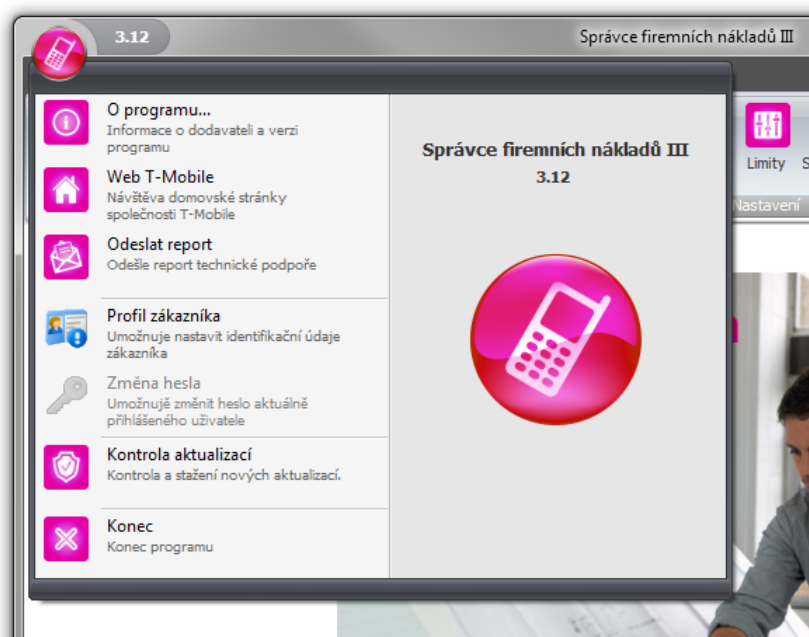 3.12
Správce firemních nákladů III
O programu...
Informace o dodavateli a verzi
programu
Web T-Mobile
Návštěva domovské stránky
společnosti T-Mobile
Odeslat report
Odešle report technické podpoře
Profil zákazníka
Umožnuje nastavit identifikační údaje
zákazníka
Změna hesla
Umožnujě změnit heslo aktuálně
přihlášeného uživatele
Kontrola aktualizací
Kontrola a stažení nových aktualizací.
Konec
Konec programu
Správce firemních nákladů III
3.12
Limity
Nastavení